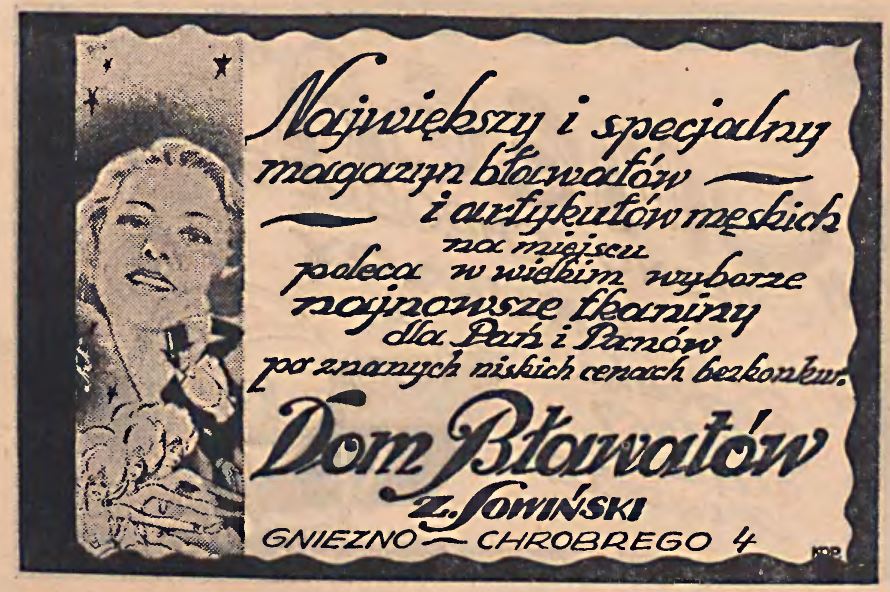 Największy i specjalny
magazyn bławatów
i artykułów męskich
na miejscu
poleca w wielkim wyborze
najnowsze tkaniny
dla Pań i Panów
po znanych niskich cenach bezkonkur.
Dom Bławatów
Z. SOWIŃSKI
GNIEZNO — CHROBREGO 4
KOP